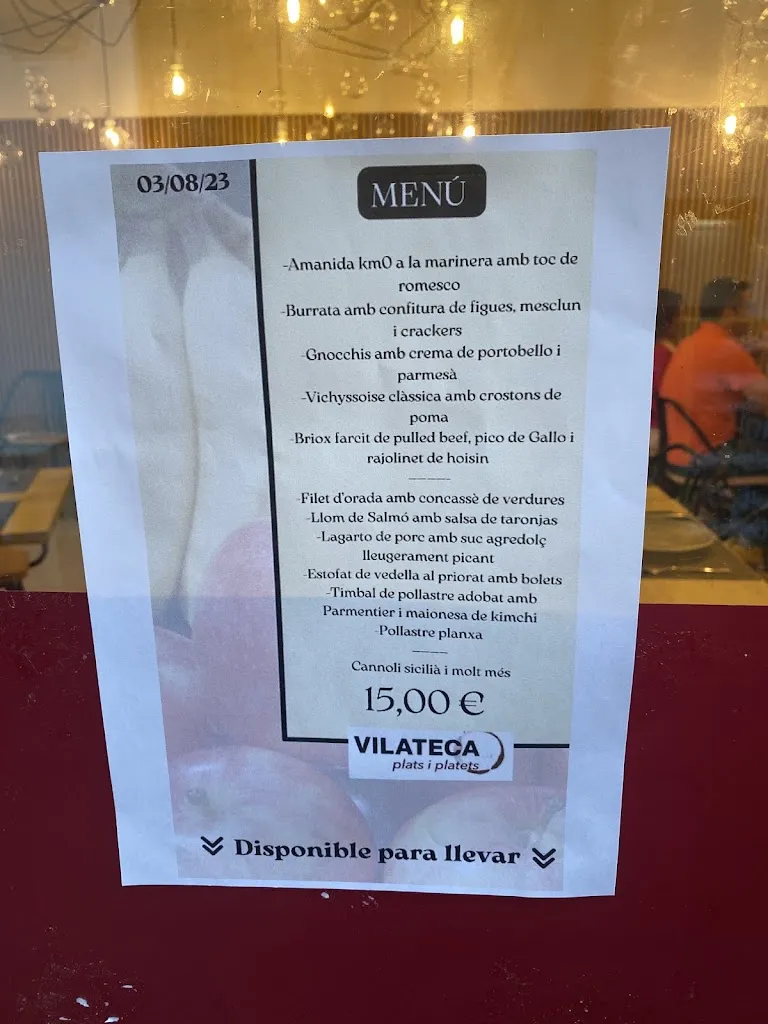 03/08/23
MENÚ
-Amanida km0 a la marinera amb toc de
romesco
-Burrata amb confitura de figues, mesclun
i crackers
-Gnocchis amb crema de portobello i
parmesà
-Vichyssoise clàssica amb crostons de
poma
-Briox farcit de pulled beef, pico de Gallo i
rajolinet de hoisin
-Filet d'orada amb concassè de verdures
-Llom de Salmó amb salsa de taronjas
-Lagarto de porc amb suc agredolç
lleugerament picant
-Estofat de vedella al priorat amb bolets
-Timbal de pollastre adobat amb
Parmentier i maionesa de kimchi
-Pollastre planxa
Cannoli sicilià i molt més
15,00 €
VILATECA
plats i platets
Disponible para llevar